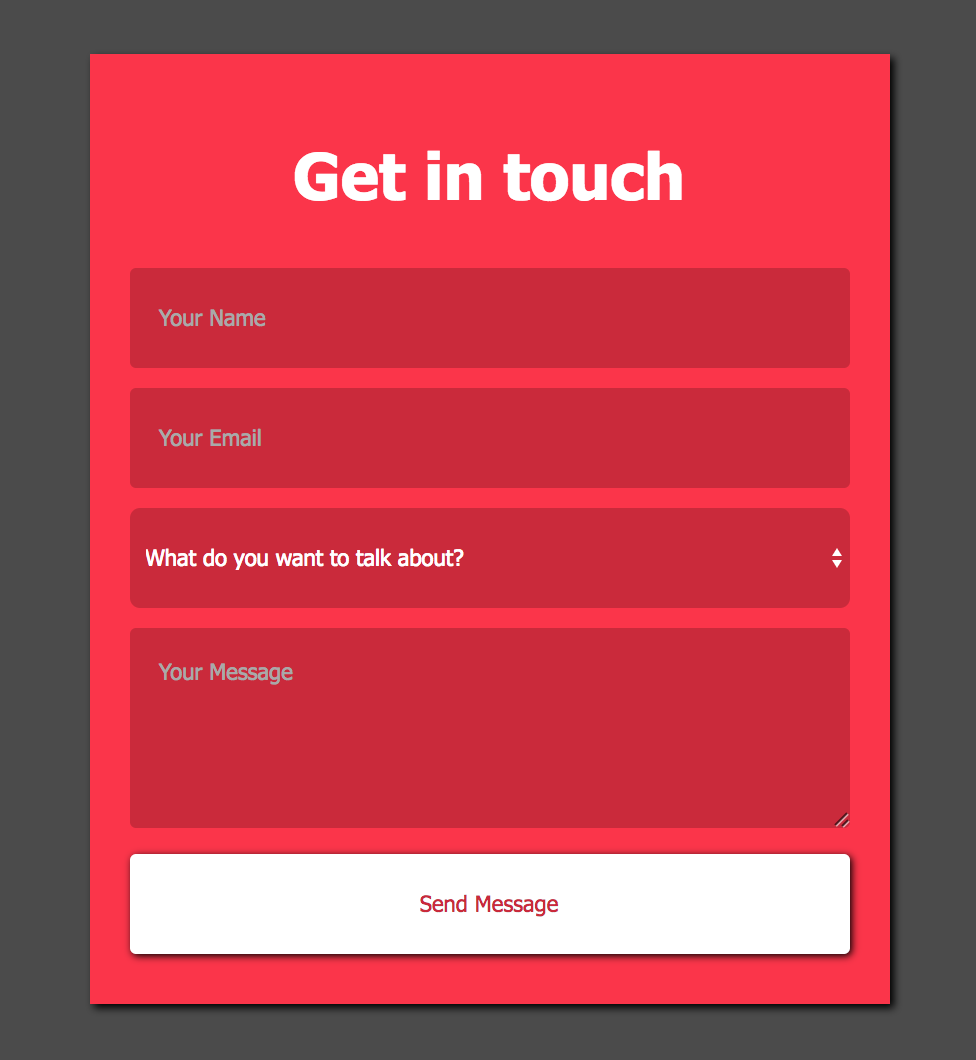 Get in touch
Your Name
Your Email
What do you want to talk about?
Your Message
Send Message